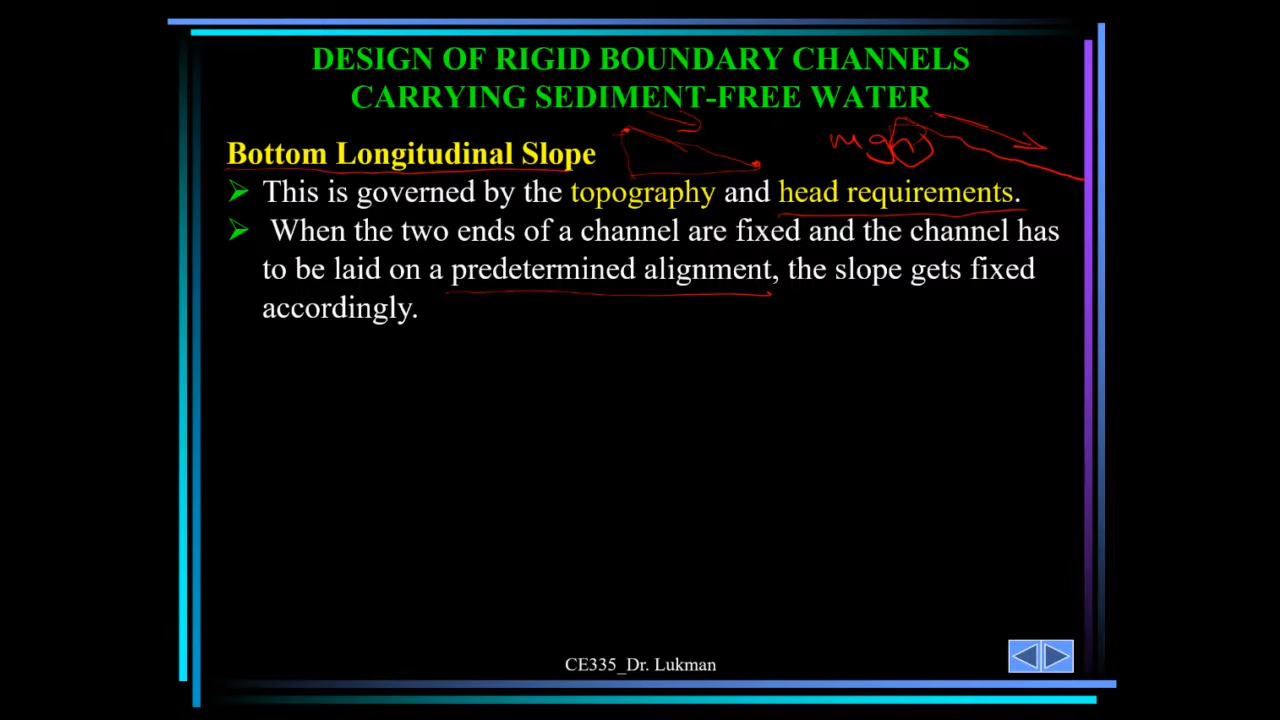 DESIGN OF RIGID BOUNDARY CHANNELS
CARRYING SEDIMENT-FREE WATER
Bottom Longitudinal Slope
mgh
This is governed by the topography and head requirements.
When the two ends of a channel are fixed and the channel has
to be laid on a predetermined alignment, the slope gets fixed
accordingly.
CE335_Dr. Lukman